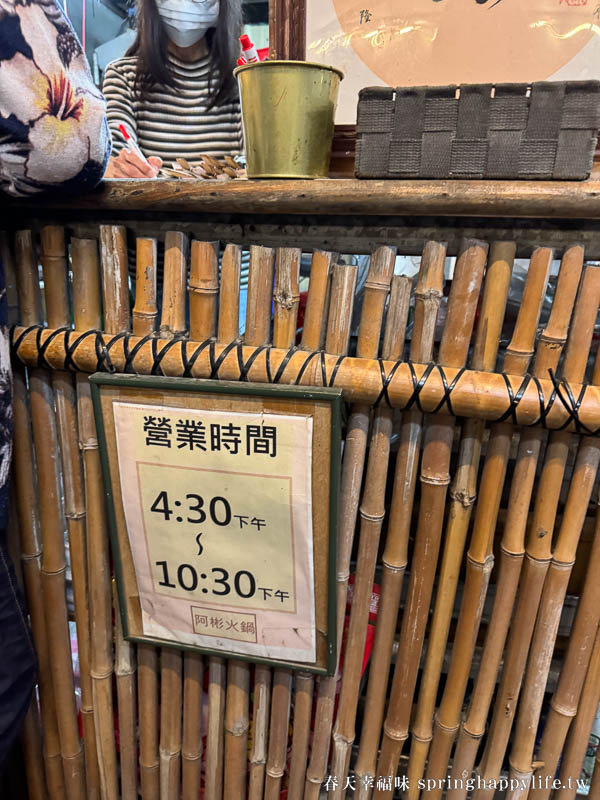 隆
營業時間
4:30下午
~
10:30下午
阿彬火鍋
春天幸福味 springhappylife.tw